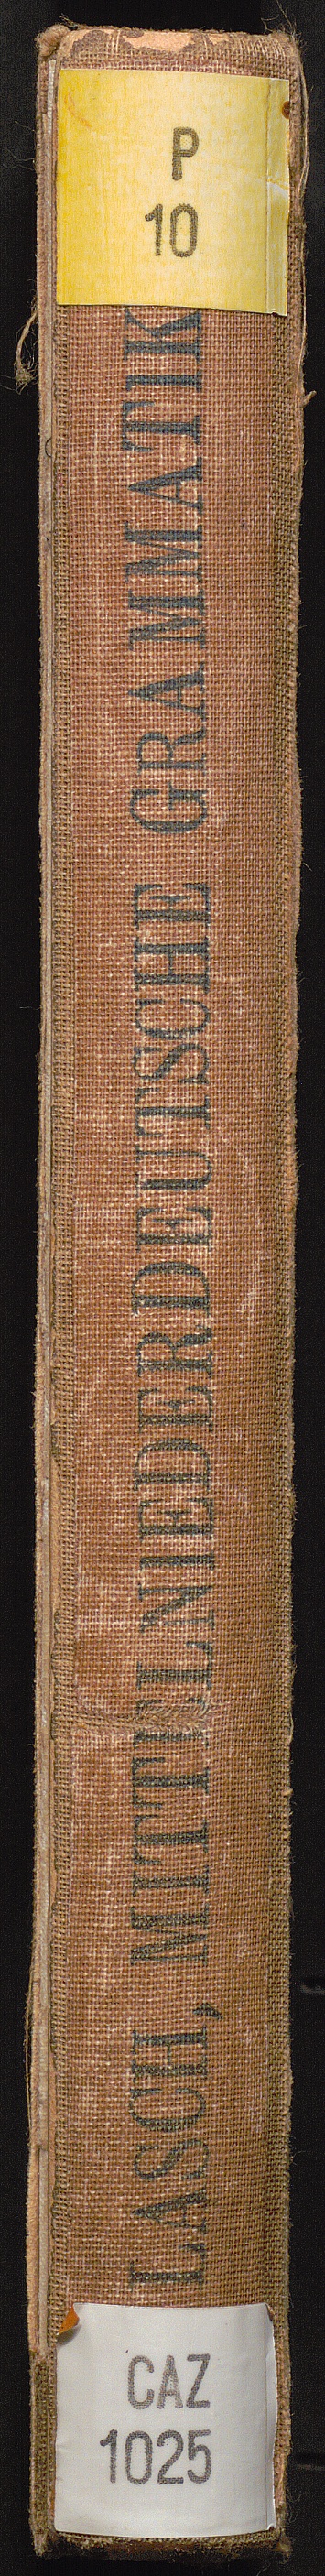 P
10
LASCH, MITTELNIEDERDEUTSCHE GRAMMATIK
CAZ
1025